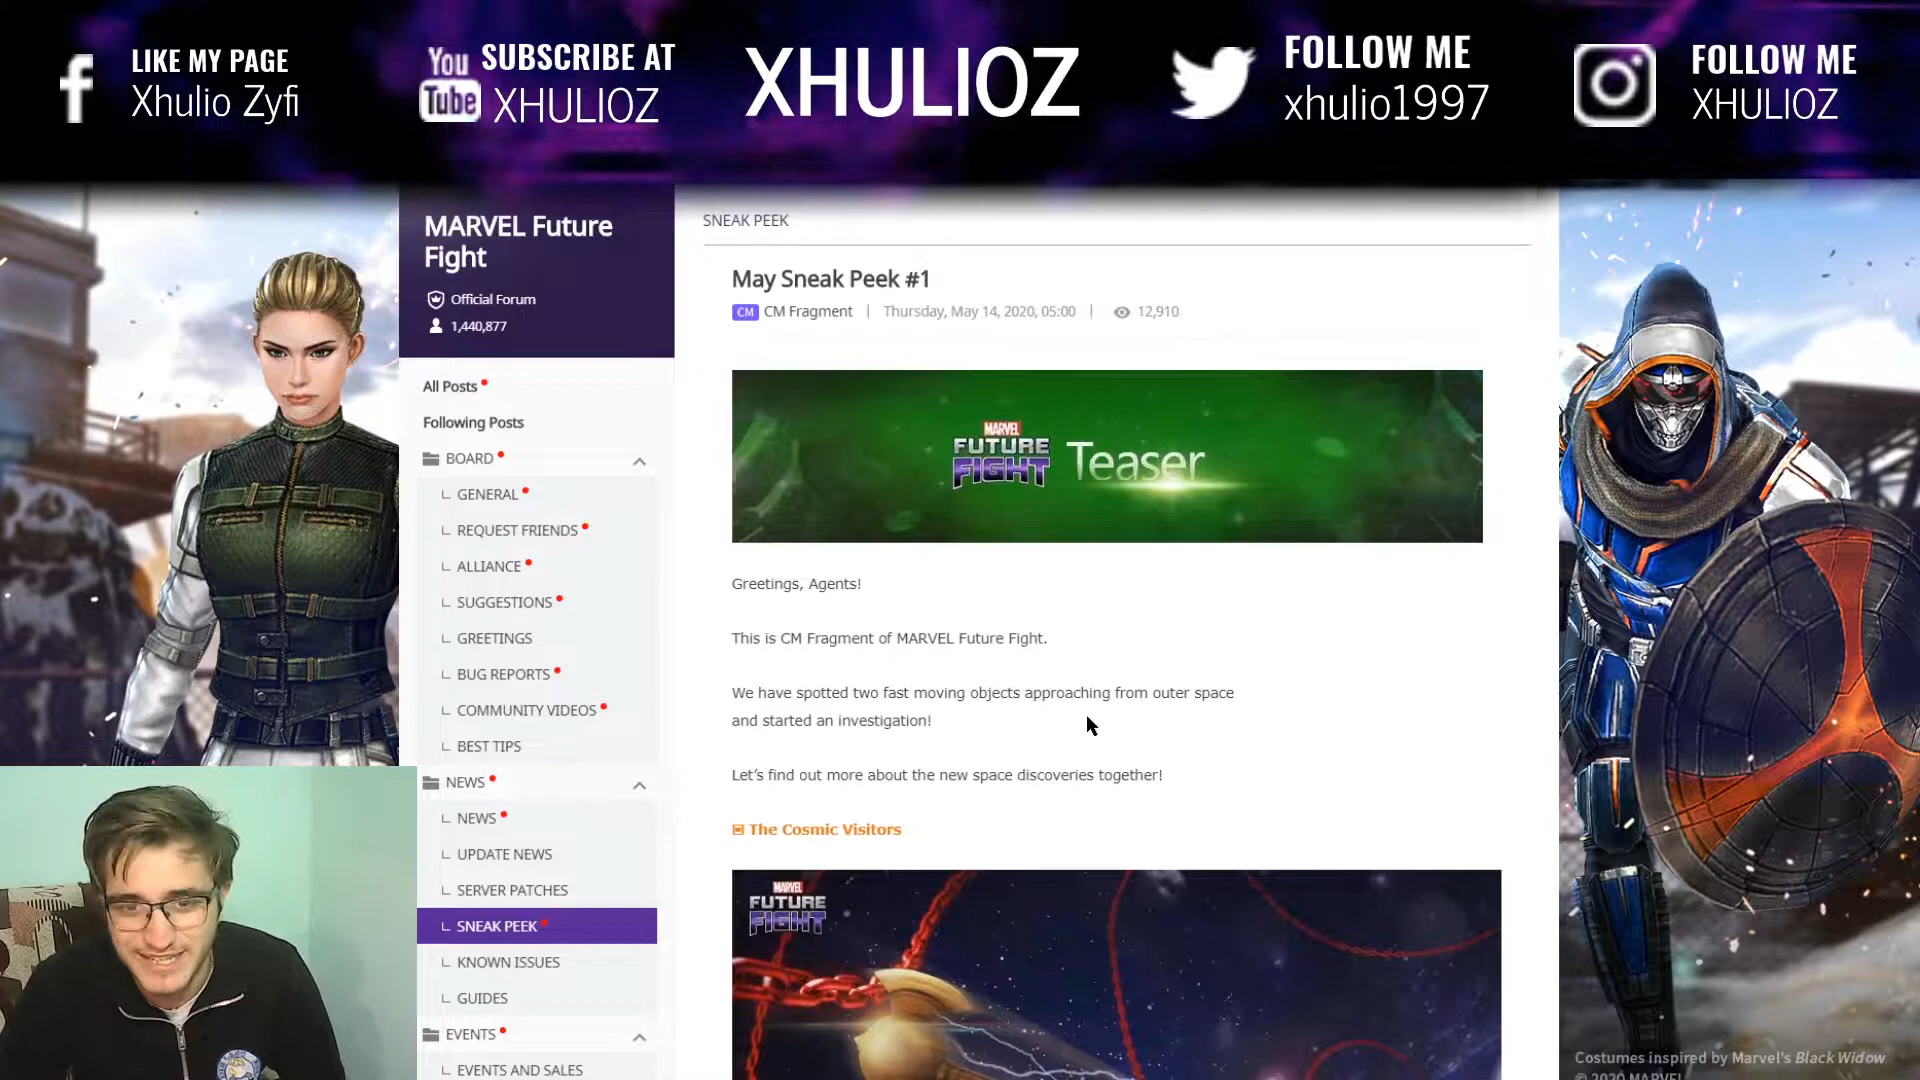 LIKE MY PAGE
Xhulio Zyfi
You
Tube
SUBSCRIBE AT
XHULIOZ
XHULIOZ
FOLLOW ME
xhulio1997
FOLLOW ME
XHULIOZ
MARVEL Future
Fight
Official Forum
1,440,877
All Posts
Following Posts
BOARD
GENERAL
REQUEST FRIENDS
ALLIANCE
SUGGESTIONS
GREETINGS
BUG REPORTS
COMMUNITY VIDEOS
BEST TIPS
NEWS
NEWS
UPDATE NEWS
SERVER PATCHES
SNEAK PEEK
KNOWN ISSUES
GUIDES
EVENTS
EVENTS AND SALES
SNEAK PEEK
May Sneak Peek #1
CM CM Fragment | Thursday, May 14, 2020, 05:00 | 12,910
MARVEL
FUTURE
FIGHT
Teaser
Greetings, Agents!
This is CM Fragment of MARVEL Future Fight.
We have spotted two fast moving objects approaching from outer space
and started an investigation!
Let's find out more about the new space discoveries together!
The Cosmic Visitors
MARVEL
FUTURE
FIGHT
Costumes inspired by Marvel's Black Widow
© 2020 MARVEL